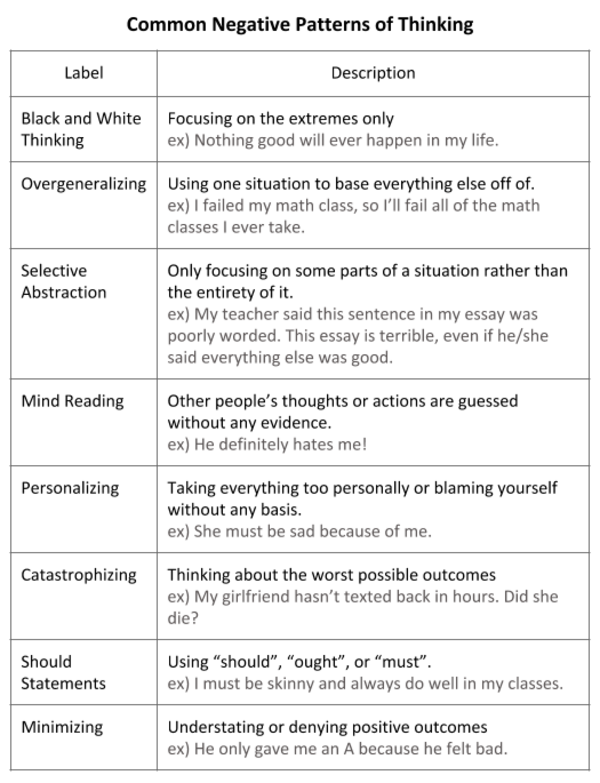 Common Negative Patterns of Thinking
Label
Description
Black and White
Thinking
Focusing on the extremes only
ex) Nothing good will ever happen in my life.
Overgeneralizing
Using one situation to base everything else off of.
ex) I failed my math class, so I'll fail all of the math
classes I ever take.
Selective
Abstraction
Only focusing on some parts of a situation rather than
the entirety of it.
ex) My teacher said this sentence in my essay was
poorly worded. This essay is terrible, even if he/she
said everything else was good.
Mind Reading
Other people's thoughts or actions are guessed
without any evidence.
ex) He definitely hates me!
Personalizing
Taking everything too personally or blaming yourself
without any basis.
ex) She must be sad because of me.
Catastrophizing
Thinking about the worst possible outcomes
ex) My girlfriend hasn't texted back in hours. Did she
die?
Should
Statements
Using “should”, “ought”, or “must”.
ex) I must be skinny and always do well in my classes.
Minimizing
Understating or denying positive outcomes
ex) He only gave me an A because he felt bad.